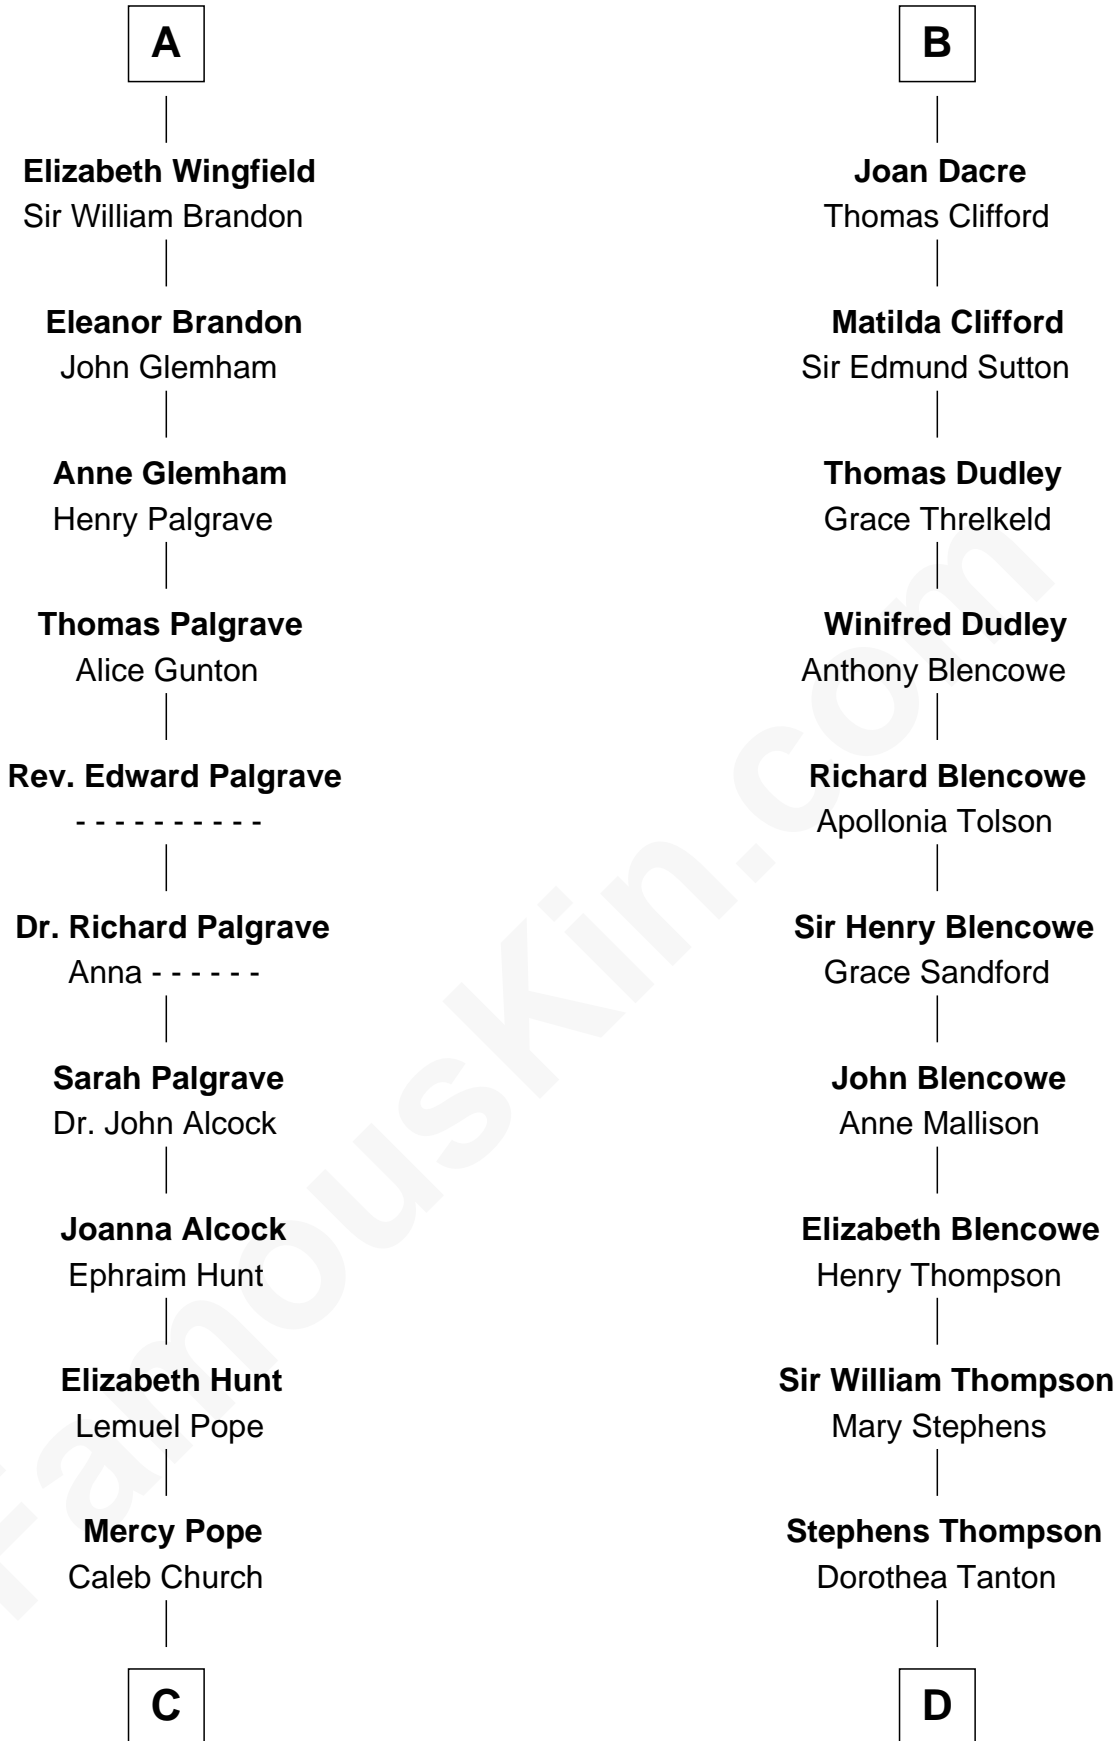 A
Elizabeth Wingfield
Sir William Brandon
Eleanor Brandon
John Glemham
Anne Glemham
Henry Palgrave
Thomas Palgrave
Alice Gunton
Rev. Edward Palgrave
- - - - - - - - - -
Dr. Richard Palgrave
Anna - - - - - -
Sarah Palgrave
Dr. John Alcock
Joanna Alcock
Ephraim Hunt
Elizabeth Hunt
Lemuel Pope
Mercy Pope
Caleb Church
C
B
Joan Dacre
Thomas Clifford
Matilda Clifford
Sir Edmund Sutton
Thomas Dudley
Grace Threlkeld
Winifred Dudley
Anthony Blencowe
Richard Blencowe
Apollonia Tolson
Sir Henry Blencowe
Grace Sandford
John Blencowe
Anne Mallison
Elizabeth Blencowe
Henry Thompson
Sir William Thompson
Mary Stephens
Stephens Thompson
Dorothea Tanton
D
FamousKin.com